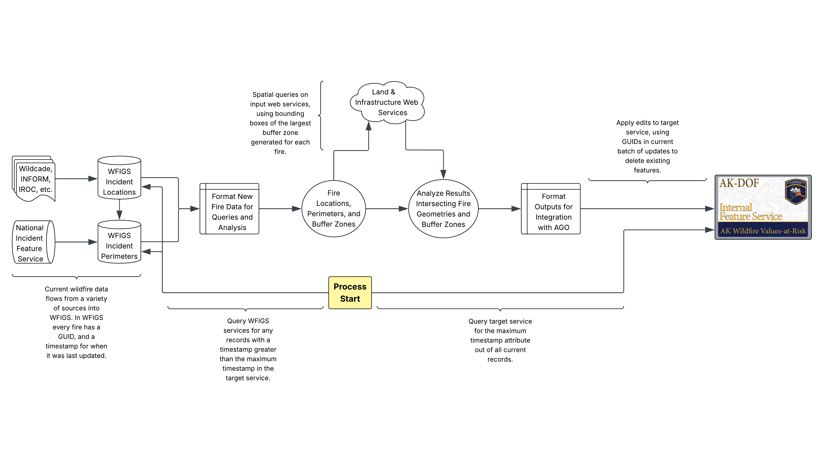 Spatial queries on
input web services,
using bounding
boxes of the largest
buffer zone
generated for each
fire.
Land &
Infrastructure Web
Services
Apply edits to target
service, using
GUIDs in current
batch of updates to
delete existing
features.
Wildcade,
INFORM,
IROC, etc.
WFIGS
Incident
Locations
Format New
Fire Data for
Queries and
Analysis
Fire
Locations,
Perimeters, and
Buffer Zones
Analyze Results
Intersecting Fire
Geometries and
Buffer Zones
Format
Outputs for
Integration
with AGO
AK-DOF
Internal
Feature Service
AK Wildfire Values-at-Risk
National
Incident
Feature
Service
WFIGS
Incident
Perimeters
Current wildfire data
flows from a variety
of sources into
WFIGS. In WFIGS
every fire has a
GUID, and a
timestamp for when
it was last updated.
Process
Start
Query WFIGS
services for any
records with a
timestamp greater
than the maximum
timestamp in the
target service.
Query target service
for the maximum
timestamp attribute
out of all current
records.